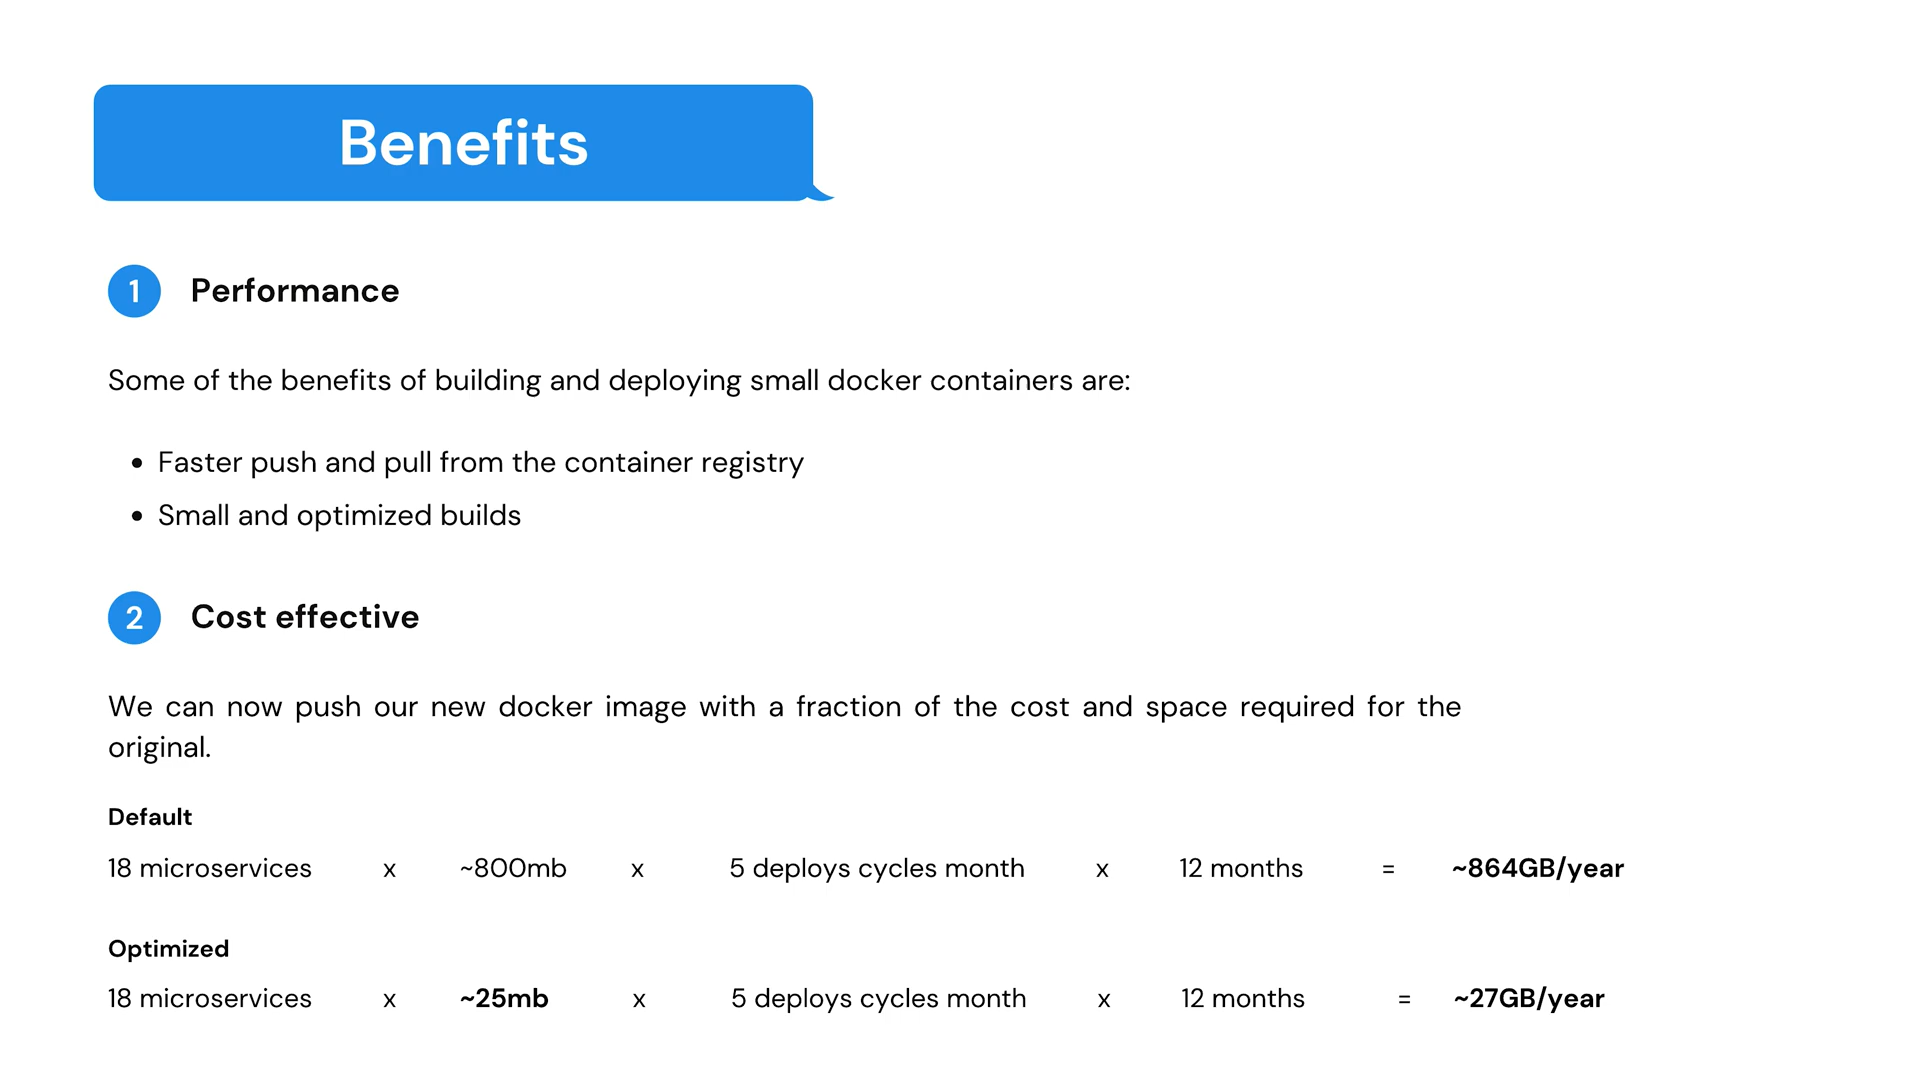 Benefits
1 Performance
Some of the benefits of building and deploying small docker containers are:
• Faster push and pull from the container registry
• Small and optimized builds
2 Cost effective
We can now push our new docker image with a fraction of the cost and space required for the
original.
Default
18 microservices x ~800mb x 5 deploys cycles month x 12 months = ~864GB/year
Optimized
18 microservices x ~25mb x 5 deploys cycles month x 12 months = ~27GB/year